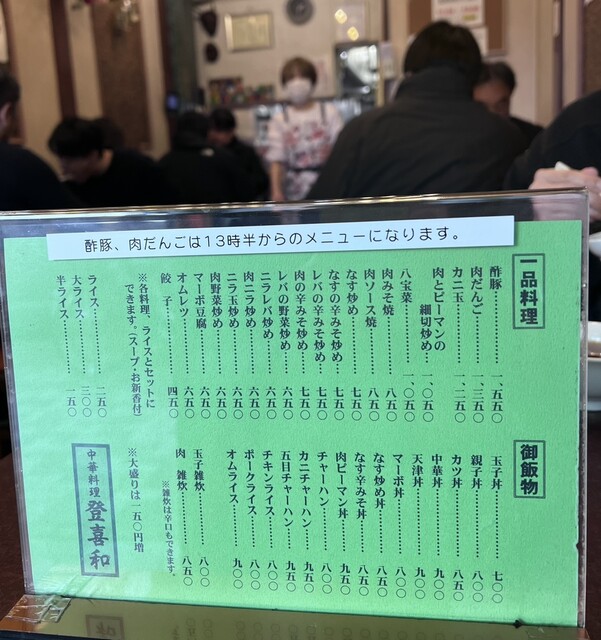 酢豚、肉だんごは13時半からのメニューになります。
一品料理
酢豚………一、五五〇
肉だんご………一、三五〇
カニ玉………一、二五〇
肉とピーマンの
細切炒め………一、〇五〇
八宝菜………一、〇五〇
肉みそ焼………八五〇
肉ソース焼………八五〇
なす炒め………七五〇
なすの辛みそ炒め………七五〇
レバの辛みそ炒め………七五〇
肉の辛みそ炒め………七五〇
レバの野菜炒め………六五〇
ニラレバ炒め………六五〇
肉ニラ炒め………六五〇
ニラ玉炒め………六五〇
肉野菜炒め………六五〇
マーボ豆腐………六五〇
オムレツ………六五〇
餃子………四五〇
※各料理、ライスとセットに
できます。(スープ・お新香付)
ライス………二五〇
大ライス………三〇〇
半ライス………一五〇
御飯物
玉子丼………七〇〇
親子丼………八〇〇
カツ丼………八五〇
中華丼………九〇〇
天津丼………九〇〇
マーボ丼………八〇〇
なす炒め丼………八五〇
なす辛みそ丼………八五〇
肉ピーマン丼………九五〇
チャーハン………八〇〇
カニチャーハン………九五〇
五目チャーハン………九五〇
チキンライス………八〇〇
ポークライス………八〇〇
オムライス………九〇〇
玉子雑炊………八〇〇
肉 雑炊………八五〇
※雑炊は辛口もできます。
※大盛りは一五〇円増
中華料理 登喜和